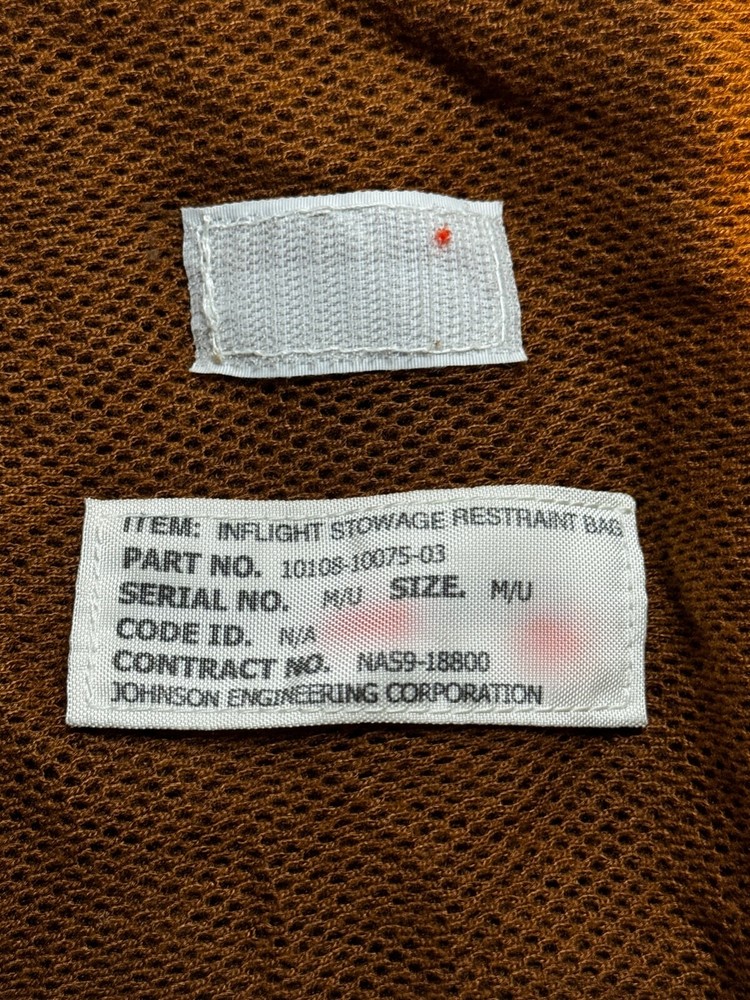 ITEM: INFLIGHT STOWAGE RESTRAINT BAG
PART NO. 10108-10075-03
SERIAL NO. M/U SIZE. M/U
CODE ID. N/A
CONTRACT NO. NAS9-18800
JOHNSON ENGINEERING CORPORATION